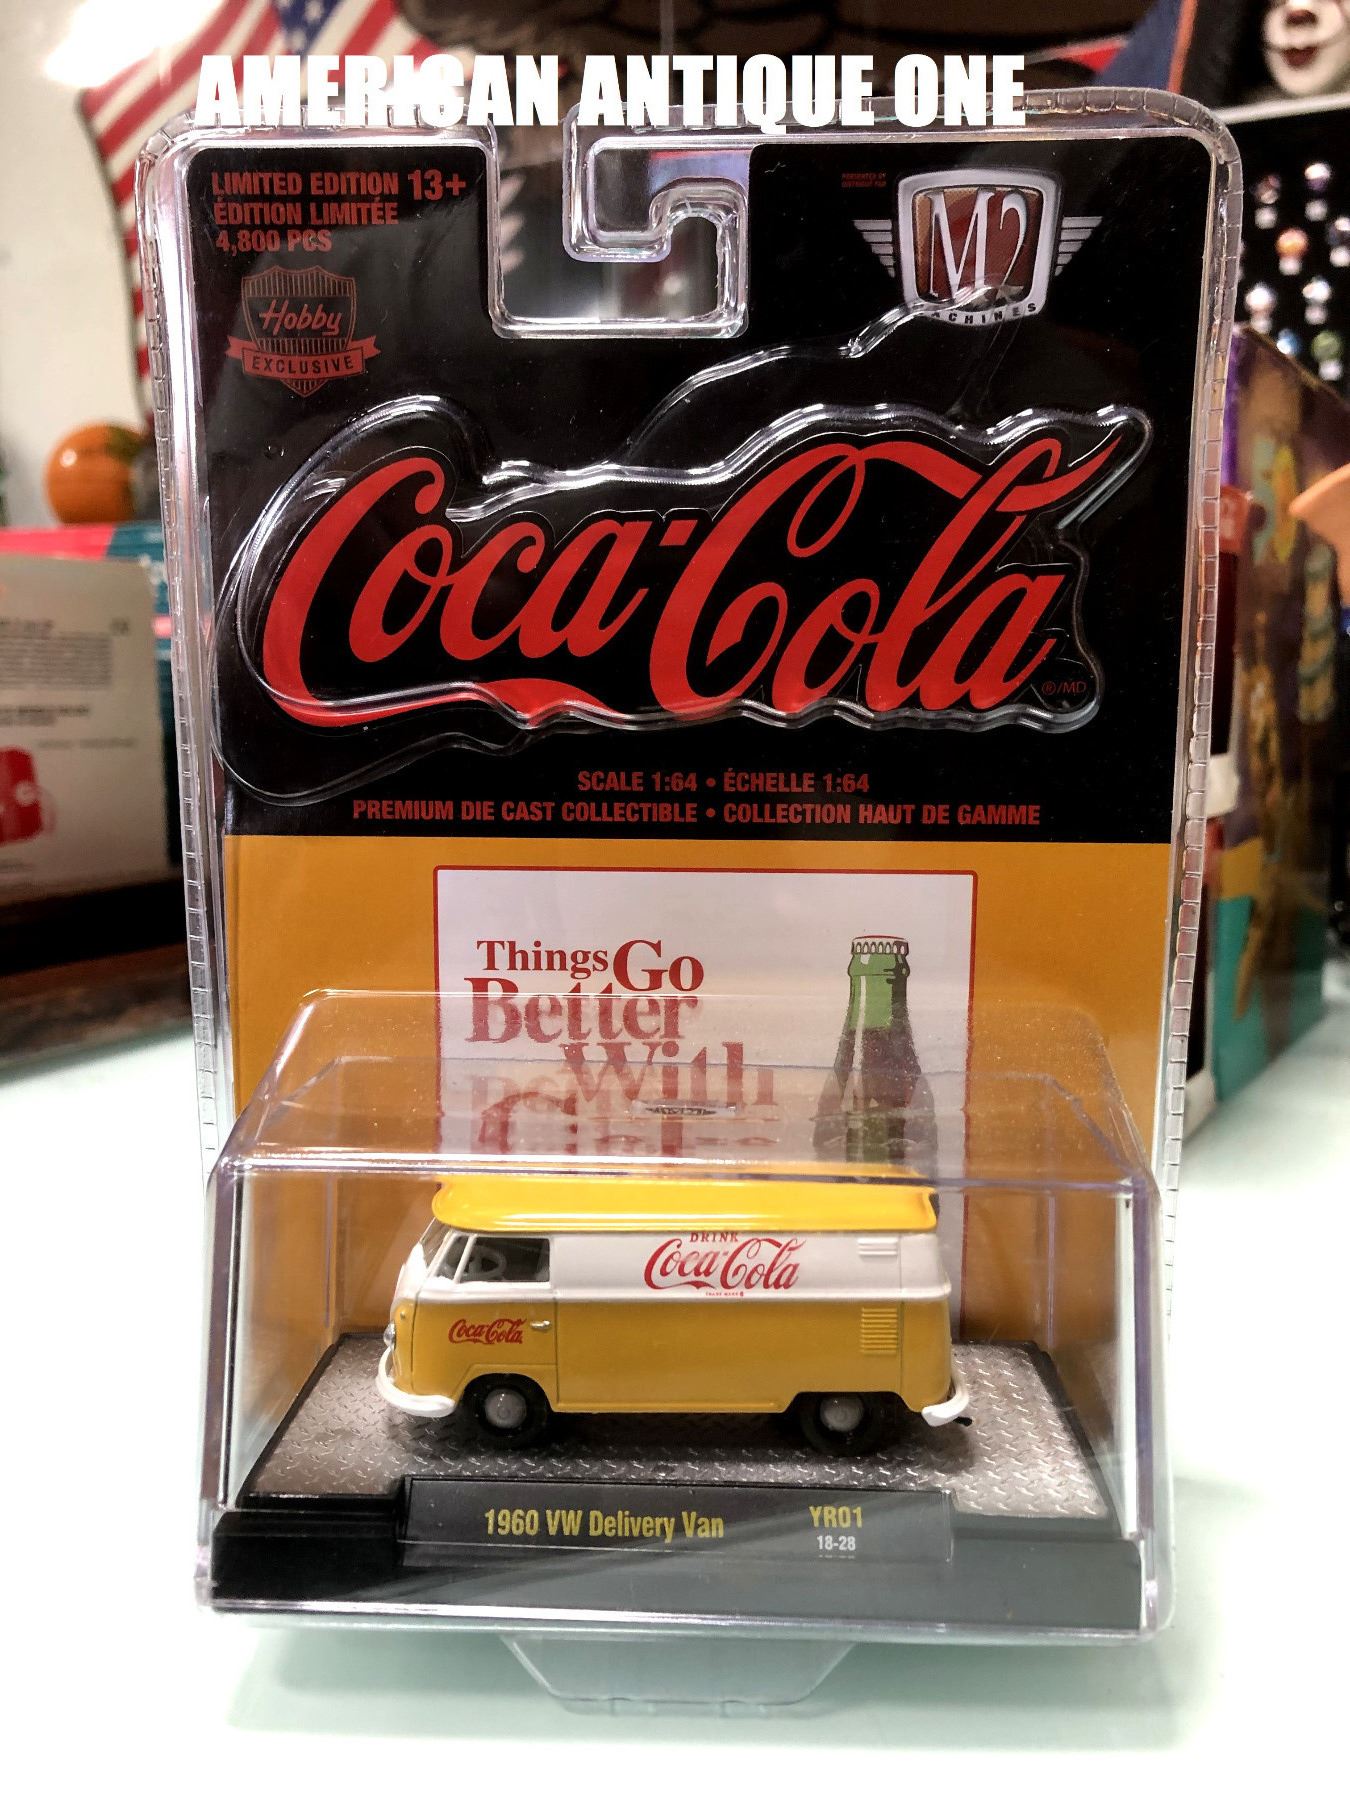 AMERICAN ANTIQUE ONE
LIMITED EDITION 13+
ÉDITION LIMITÉE
4,800 PCS
Hobby
EXCLUSIVE
M2
MACHINES
Coca-Cola
®/MD
SCALE 1:64 • ÉCHELLE 1:64
PREMIUM DIE CAST COLLECTIBLE • COLLECTION HAUT DE GAMME
Things Go
Better
With
DRINK
Coca-Cola
Coca-Cola
1960 VW Delivery Van YR01
18-28